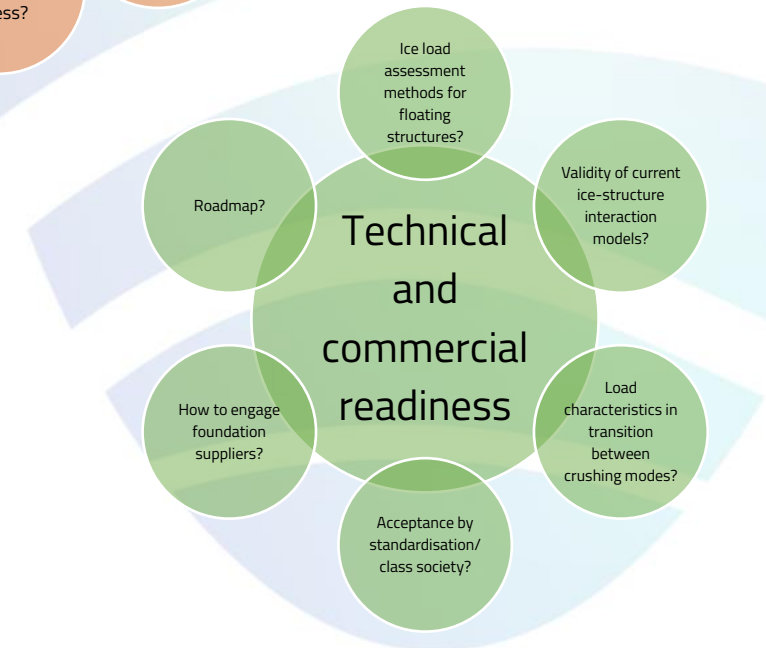 ess?
Ice load
assessment
methods for
floating
structures?
Roadmap?
Validity of current
ice-structure
interaction
models?
Technical
and
commercial
readiness
How to engage
foundation
suppliers?
Load
characteristics in
transition
between
crushing modes?
Acceptance by
standardisation/
class society?